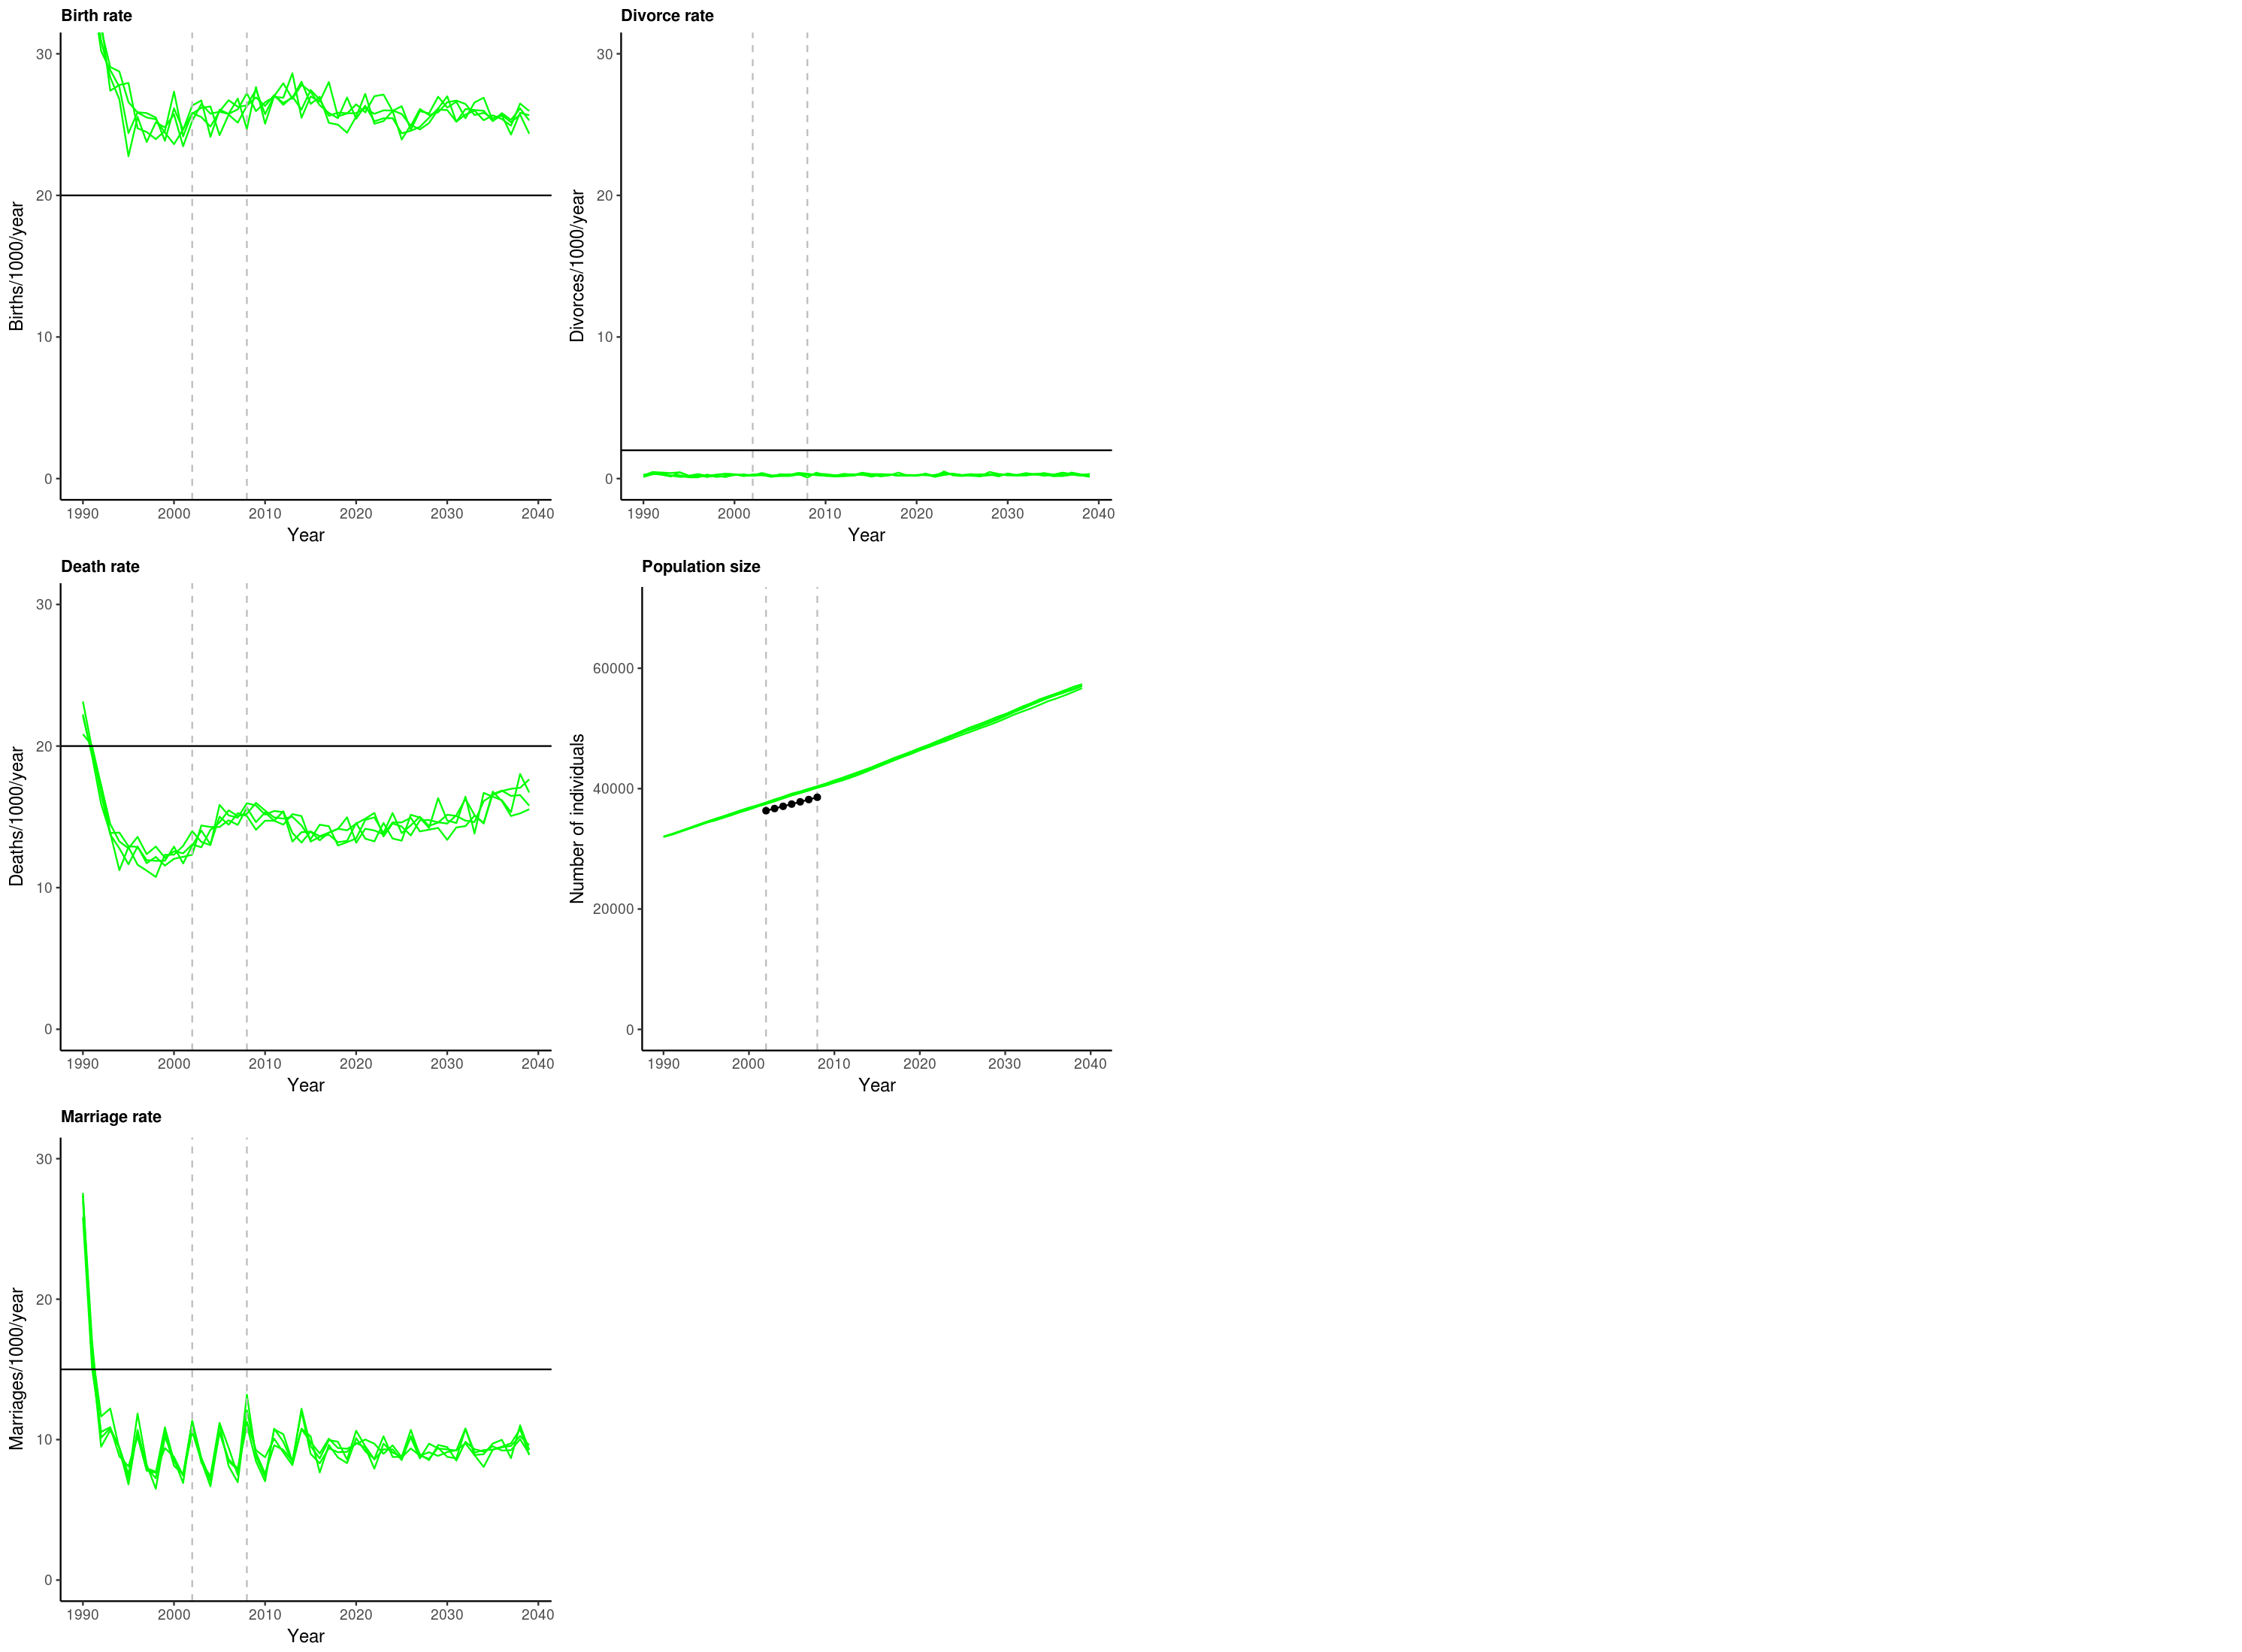 Birth rate
Births/1000/year
30
20
10
0
1990 2000 2010 2020 2030 2040
Year
Divorce rate
Divorces/1000/year
30
20
10
0
1990 2000 2010 2020 2030 2040
Year
Death rate
Deaths/1000/year
30
20
10
0
1990 2000 2010 2020 2030 2040
Year
Population size
Number of individuals
60000
40000
20000
0
1990 2000 2010 2020 2030 2040
Year
Marriage rate
Marriages/1000/year
30
20
10
0
1990 2000 2010 2020 2030 2040
Year